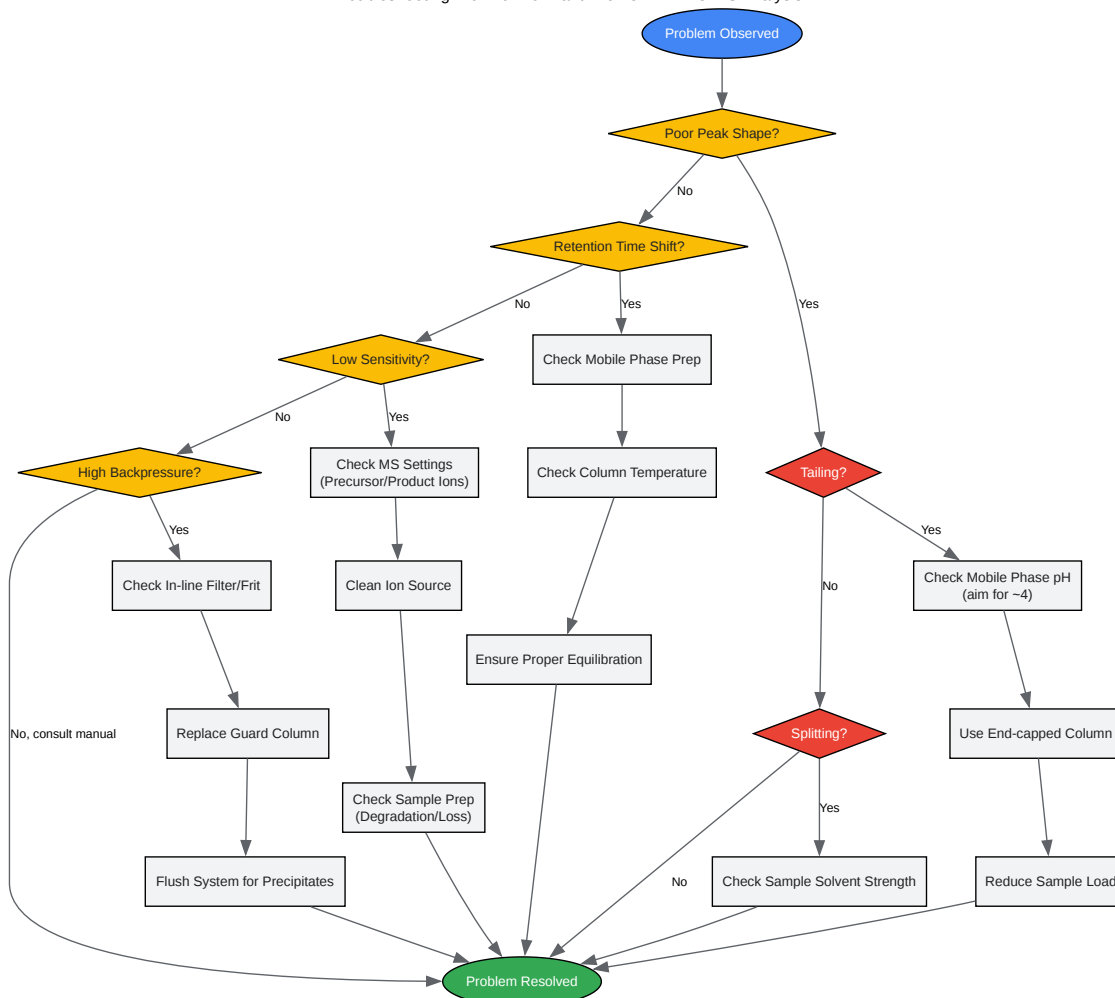 Problem Observed
Poor Peak Shape?
No
Retention Time Shift?
Yes
No
Yes
Low Sensitivity?
Check Mobile Phase Prep
No
Yes
High Backpressure?
Check MS Settings
(Precursor/Product Ions)
Check Column Temperature
Tailing?
Yes
Yes
Check In-line Filter/Frit
Clean Ion Source
No
Check Mobile Phase pH
(aim for ~4)
Ensure Proper Equilibration
No, consult manual
Replace Guard Column
Splitting?
Use End-capped Column
Check Sample Prep
(Degradation/Loss)
Yes
Flush System for Precipitates
No
Check Sample Solvent Strength
Reduce Sample Load
Problem Resolved